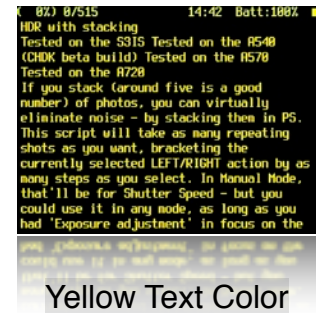 ( 0%) 0/515 14:42 Batt:100%
HDR with stacking
Tested on the S3IS Tested on the A540
(CHDK beta build) Tested on the A570
Tested on the A720
If you stack (around five is a good
number) of photos, you can virtually
eliminate noise - by stacking them in PS.
This script will take as many repeating
shots as you want, bracketing the
currently selected LEFT/RIGHT action by as
many steps as you select. In Manual Mode,
that'll be for Shutter Speed - but you
could use it in any mode, as long as you
had 'Exposure adjustment' in focus on the
Yellow Text Color